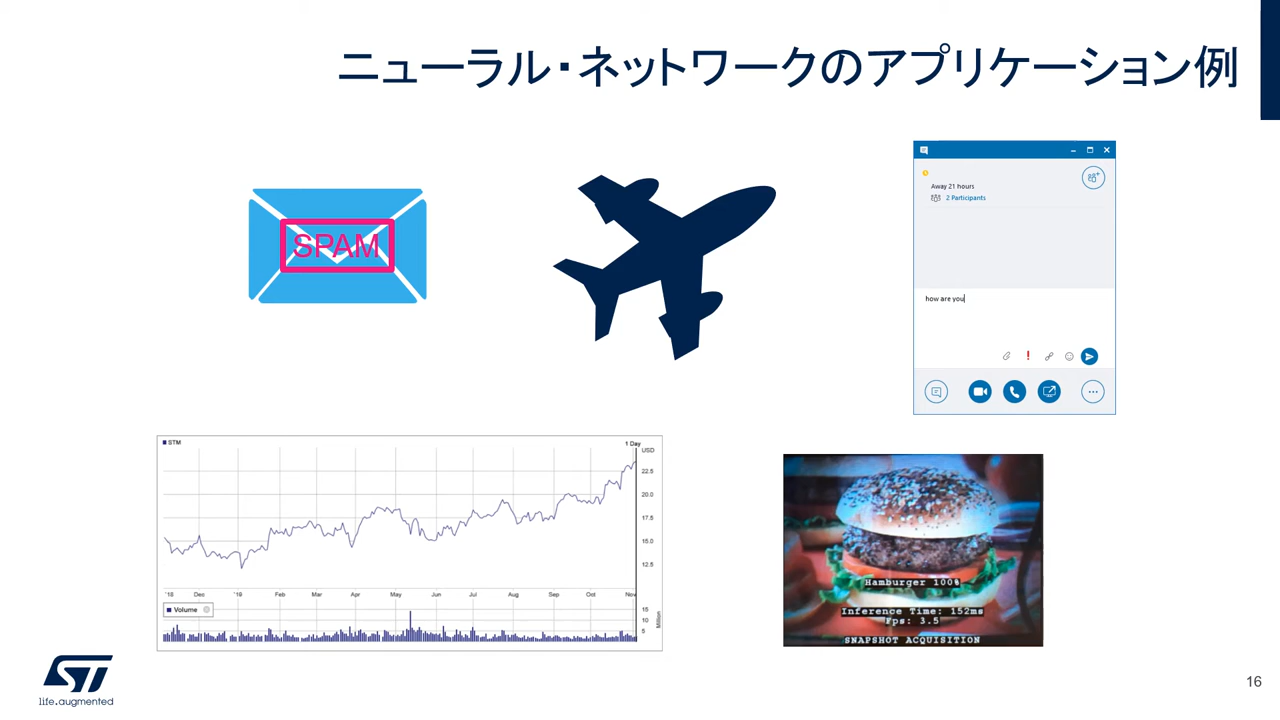 ニューラル・ネットワークのアプリケーション例
SPAM
Away 21 hours
2 Participants
how are you
STM
1 Day
USD
22.5
20.0
17.5
15.0
12.5
'18 Dec '19 Feb Mar Apr May Jun Jul Aug Sep Oct Nov
Volume
15
10
5
Million
Hamburger 100%
Inference Time: 152ms
Fps: 3.5
SNAPSHOT ACQUISITION
ST
life.augmented
16